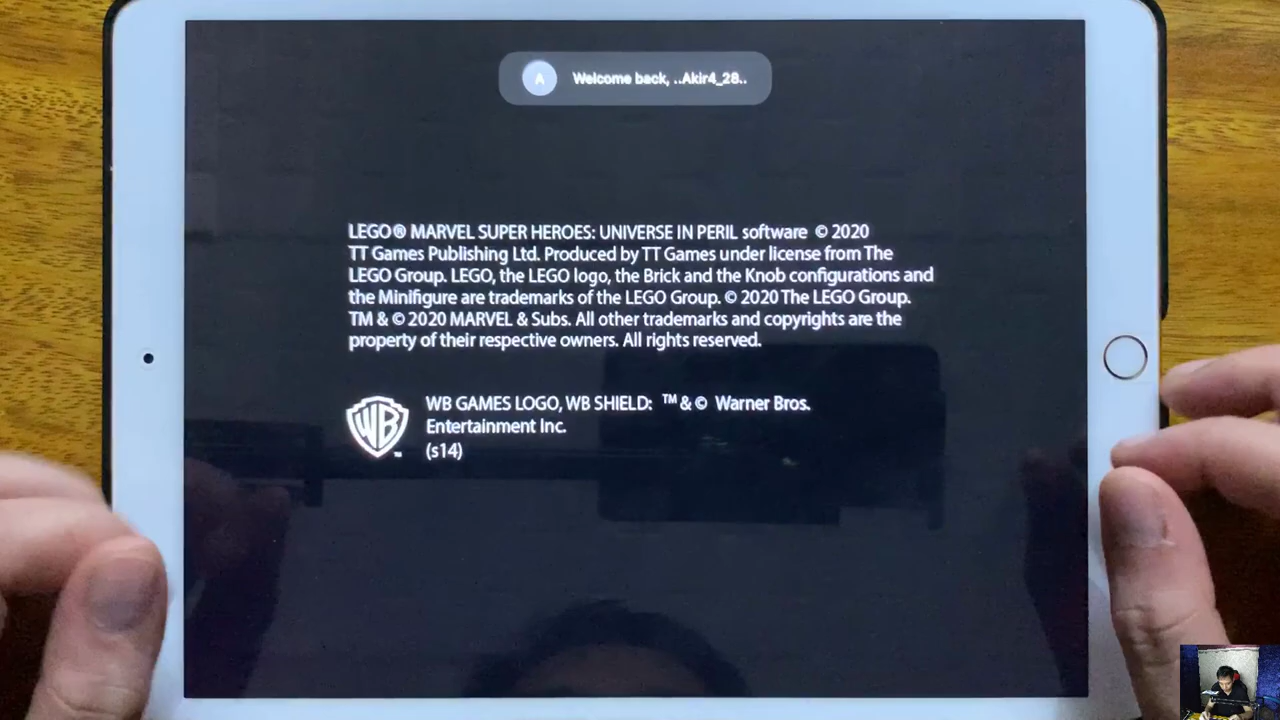 A Welcome back, ..Akir4_28..
LEGO® MARVEL SUPER HEROES: UNIVERSE IN PERIL software © 2020
TT Games Publishing Ltd. Produced by TT Games under license from The
LEGO Group. LEGO, the LEGO logo, the Brick and the Knob configurations and
the Minifigure are trademarks of the LEGO Group. © 2020 The LEGO Group.
TM & © 2020 MARVEL & Subs. All other trademarks and copyrights are the
property of their respective owners. All rights reserved.
WB ™
WB GAMES LOGO, WB SHIELD: ™ & © Warner Bros.
Entertainment Inc.
(s14)